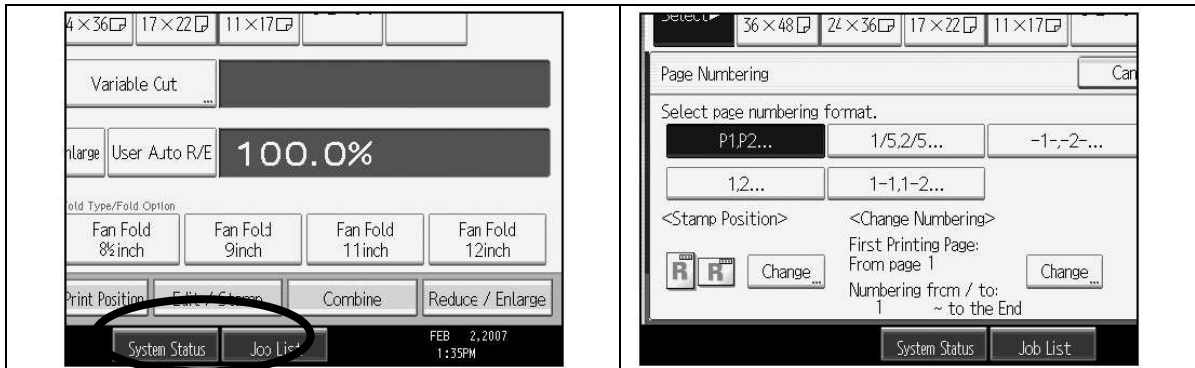 4×36 17×22 11×17
Variable Cut
nlarge User Auto R/E 100.0%
old Type/Fold Option
Fan Fold 8½inch
Fan Fold 9inch
Fan Fold 11inch
Fan Fold 12inch
Print Position Edit / Stamp Combine Reduce / Enlarge
System Status Job List FEB 2,2007
1:35PM
Select►
36×48 24×36 17×22 11×17
Page Numbering Can
Select page numbering format.
P1,P2... 1/5,2/5... -1-,-2-...
1,2... 1-1,1-2...
<Stamp Position> <Change Numbering>
First Printing Page:
R R Change From page 1 Change
Numbering from / to:
1 ~ to the End
System Status Job List